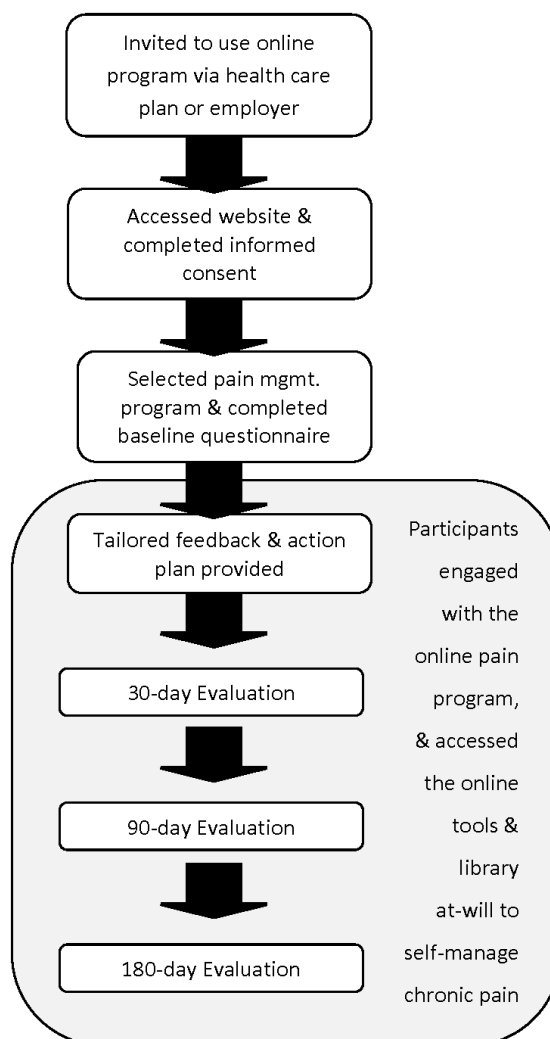 Invited to use online
program via health care
plan or employer
Accessed website &
completed informed
consent
Selected pain mgmt.
program & completed
baseline questionnaire
Tailored feedback & action
plan provided
30-day Evaluation
90-day Evaluation
180-day Evaluation
Participants
engaged
with the
online pain
program,
& accessed
the online
tools &
library
at-will to
self-manage
chronic pain